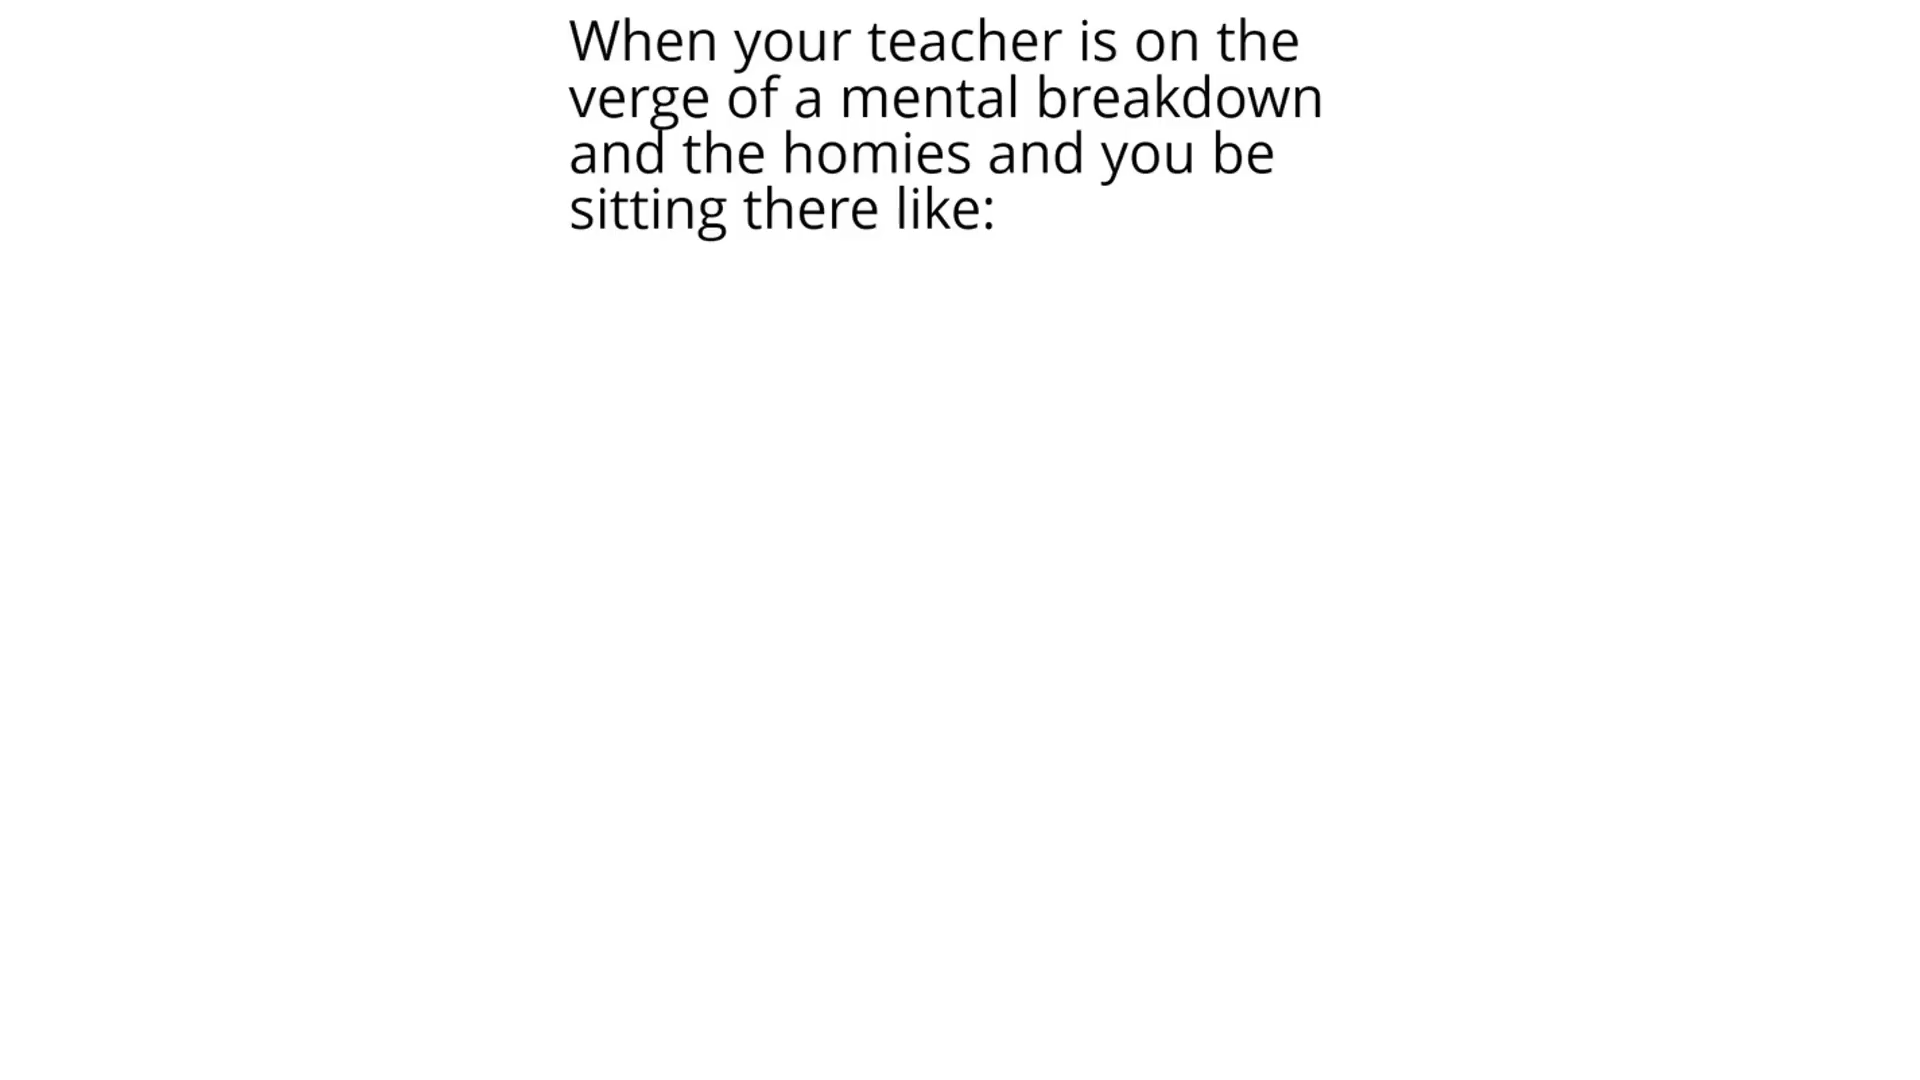 When your teacher is on the
verge of a mental breakdown
and the homies and you be
sitting there like: